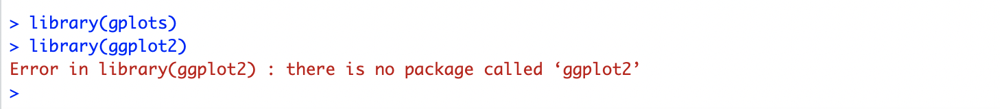 > library(gplots)
> library(ggplot2)
Error in library(ggplot2) : there is no package called ‘ggplot2’
>